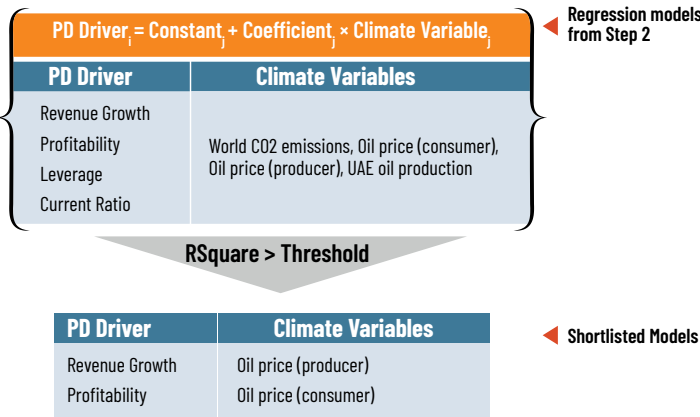 PD Driverᵢ = Constantⱼ + Coefficientⱼ × Climate Variableⱼ
Regression models
from Step 2
PD Driver
Climate Variables
Revenue Growth
Profitability
Leverage
Current Ratio
World CO2 emissions, Oil price (consumer),
Oil price (producer), UAE oil production
RSquare > Threshold
PD Driver
Climate Variables
Shortlisted Models
Revenue Growth
Oil price (producer)
Profitability
Oil price (consumer)